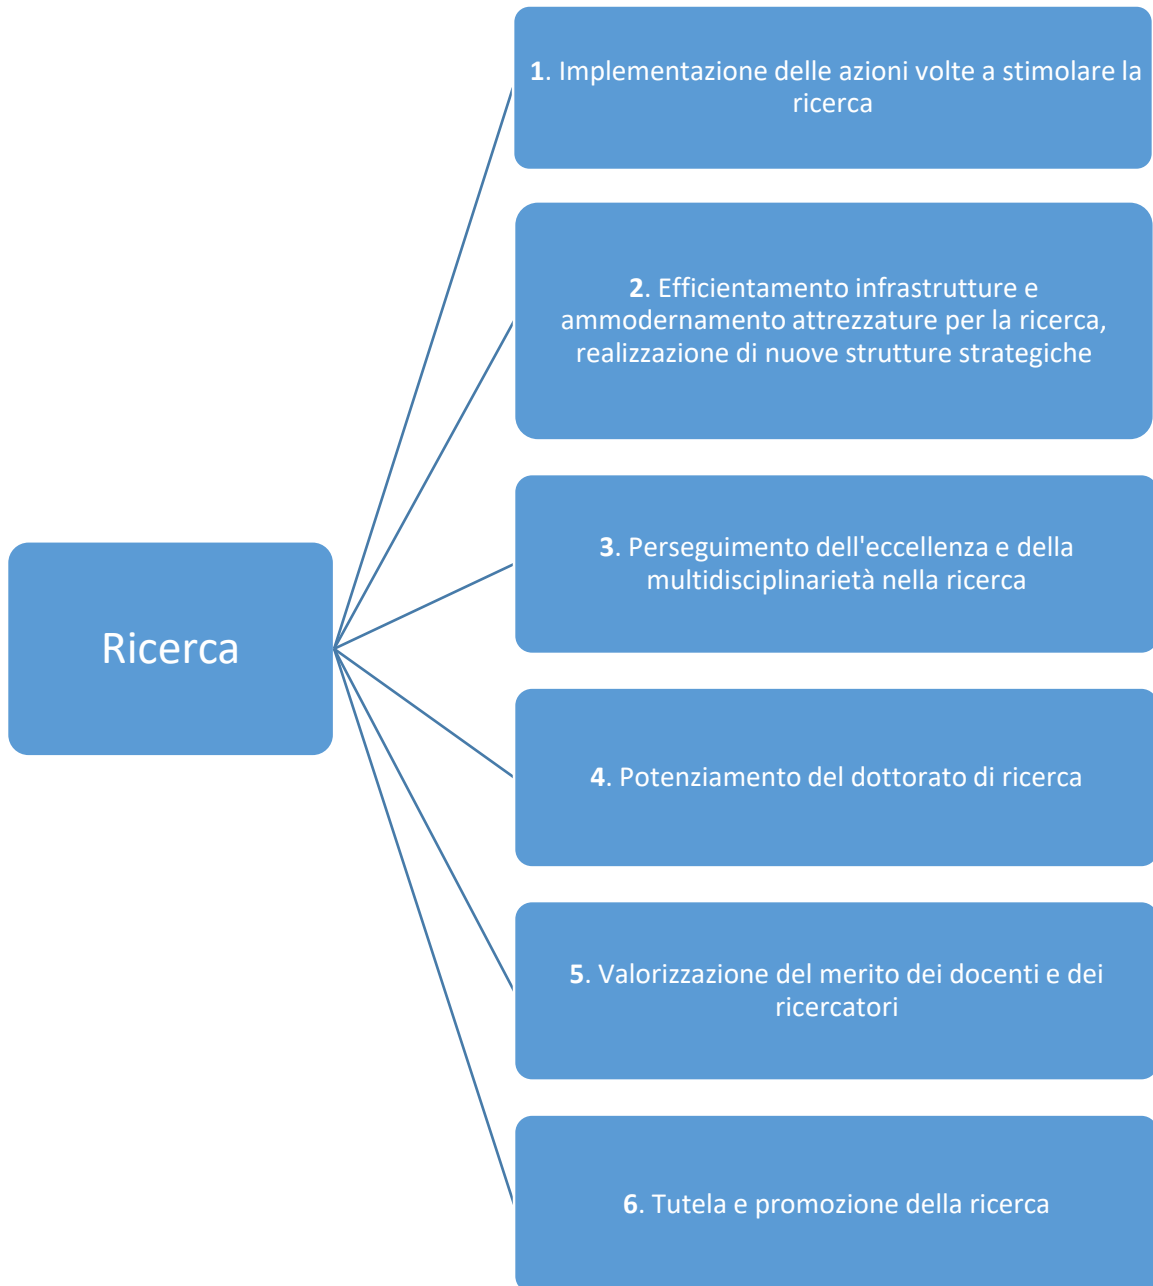 1. Implementazione delle azioni volte a stimolare la
ricerca
2. Efficientamento infrastrutture e
ammodernamento attrezzature per la ricerca,
realizzazione di nuove strutture strategiche
3. Perseguimento dell'eccellenza e della
multidisciplinarietà nella ricerca
Ricerca
4. Potenziamento del dottorato di ricerca
5. Valorizzazione del merito dei docenti e dei
ricercatori
6. Tutela e promozione della ricerca